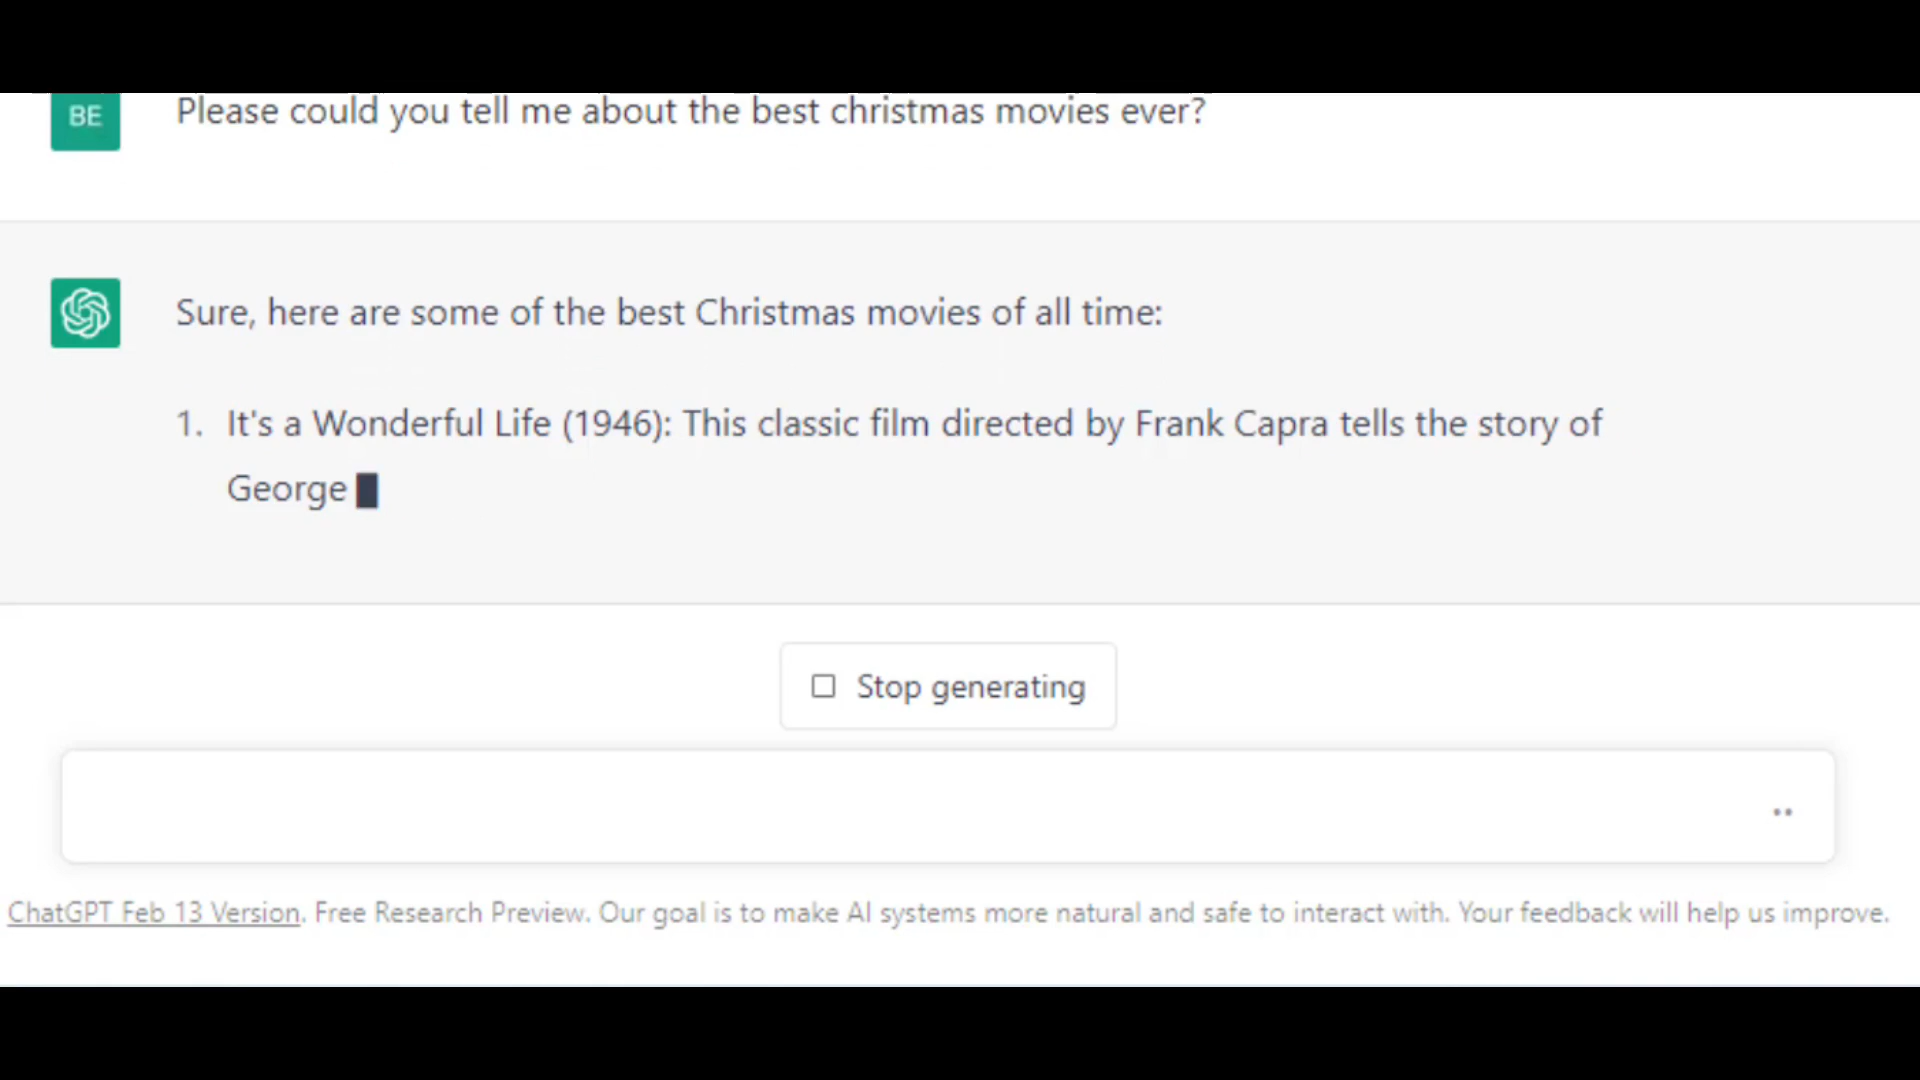 BE
Please could you tell me about the best christmas movies ever?
Sure, here are some of the best Christmas movies of all time:
1. It's a Wonderful Life (1946): This classic film directed by Frank Capra tells the story of
George
Stop generating
ChatGPT Feb 13 Version. Free Research Preview. Our goal is to make AI systems more natural and safe to interact with. Your feedback will help us improve.